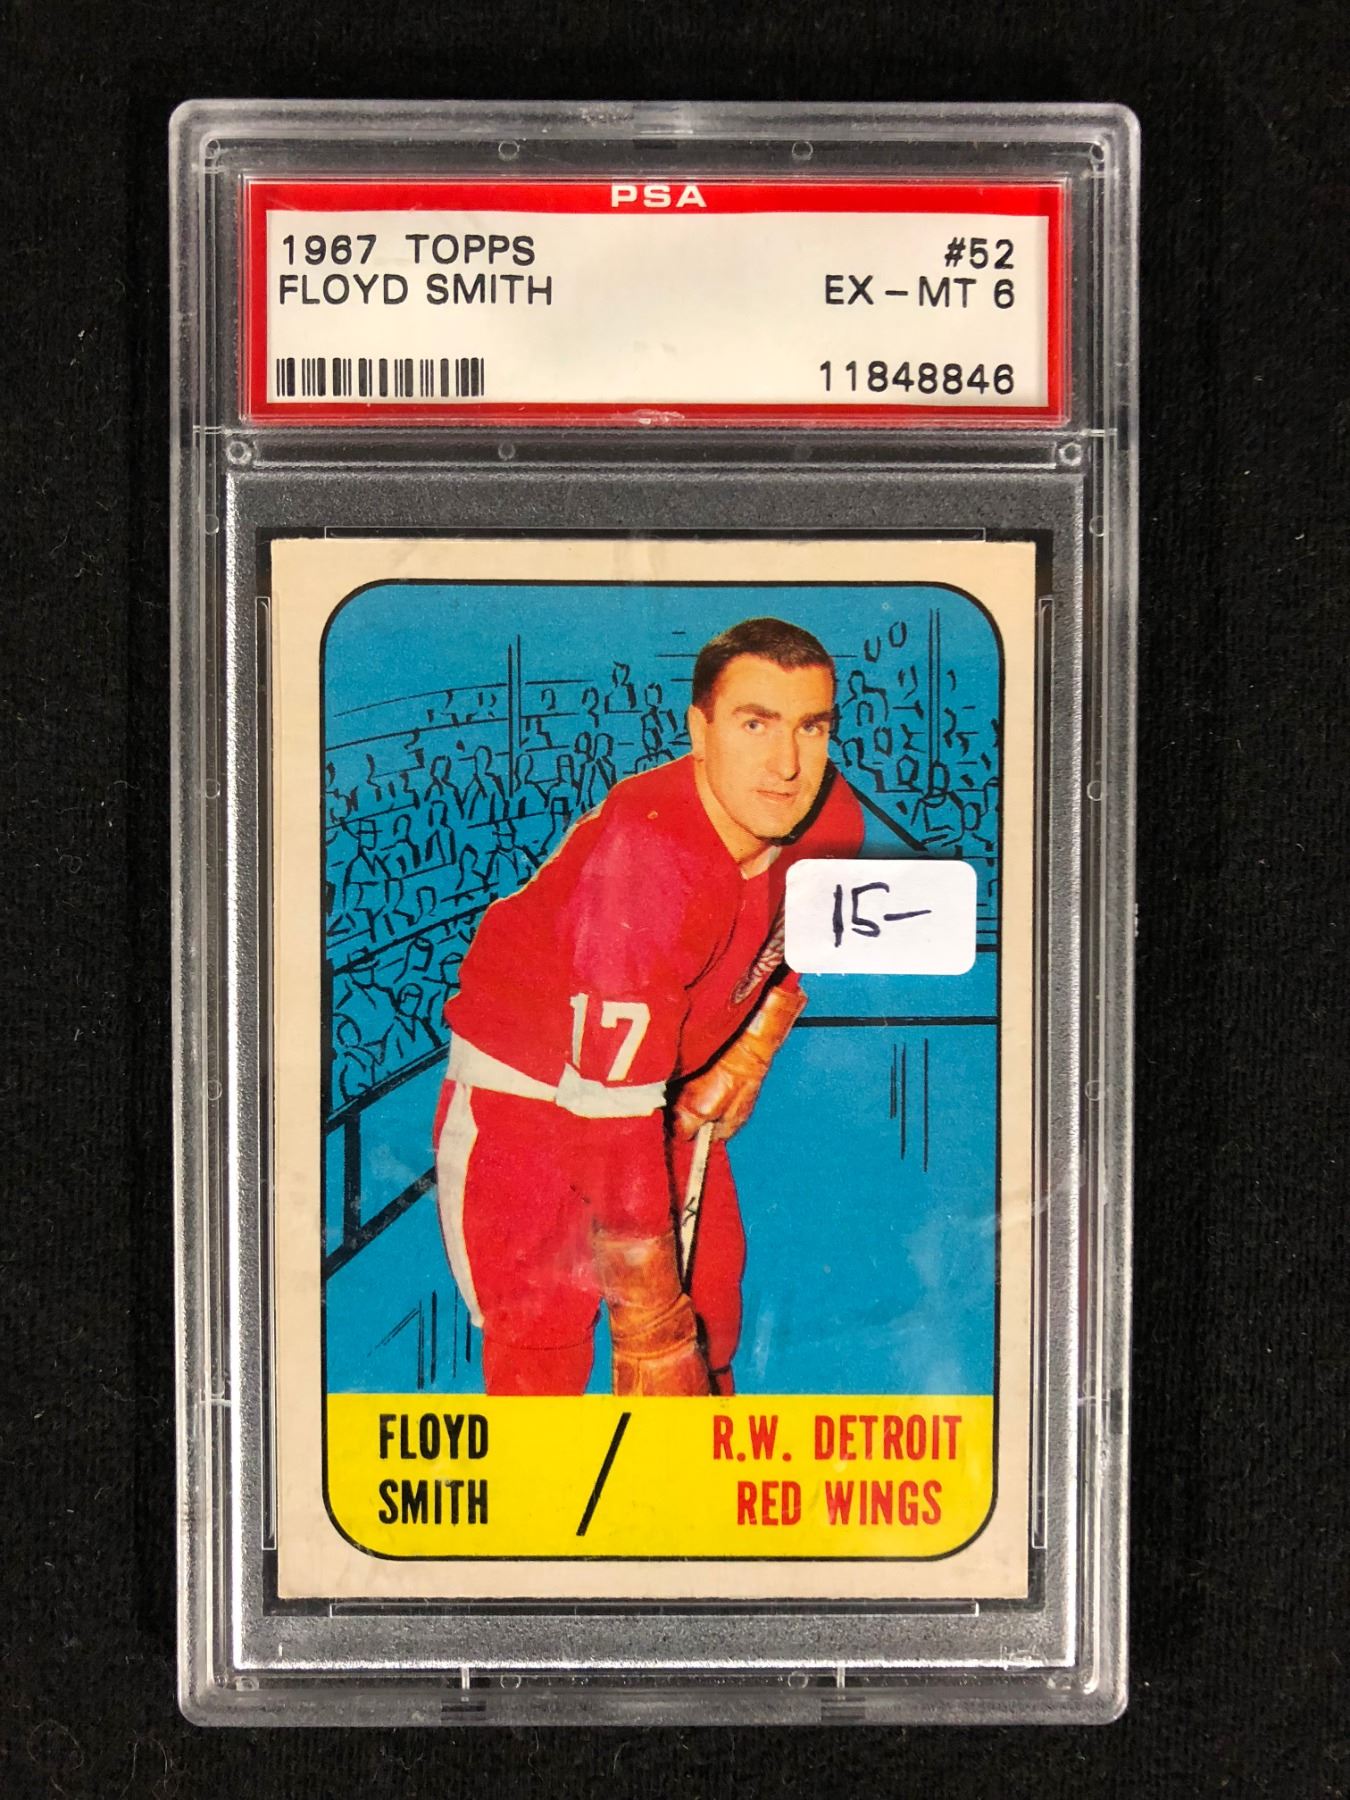 PSA
1967 TOPPS #52
FLOYD SMITH EX-MT 6
11848846
15-
17
FLOYD / R.W. DETROIT
SMITH RED WINGS